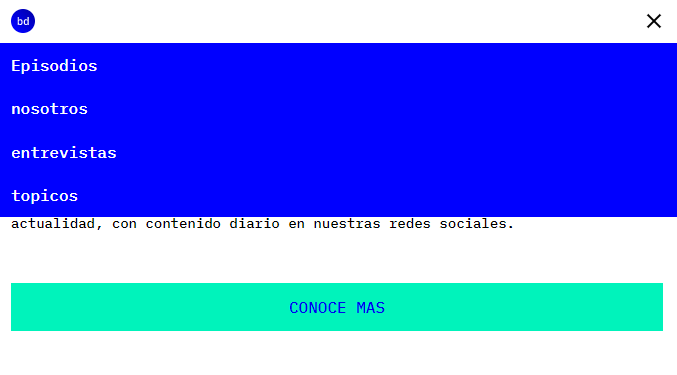 bd
Episodios
nosotros
entrevistas
topicos
actualidad, con contenido diario en nuestras redes sociales.
CONOCE MAS